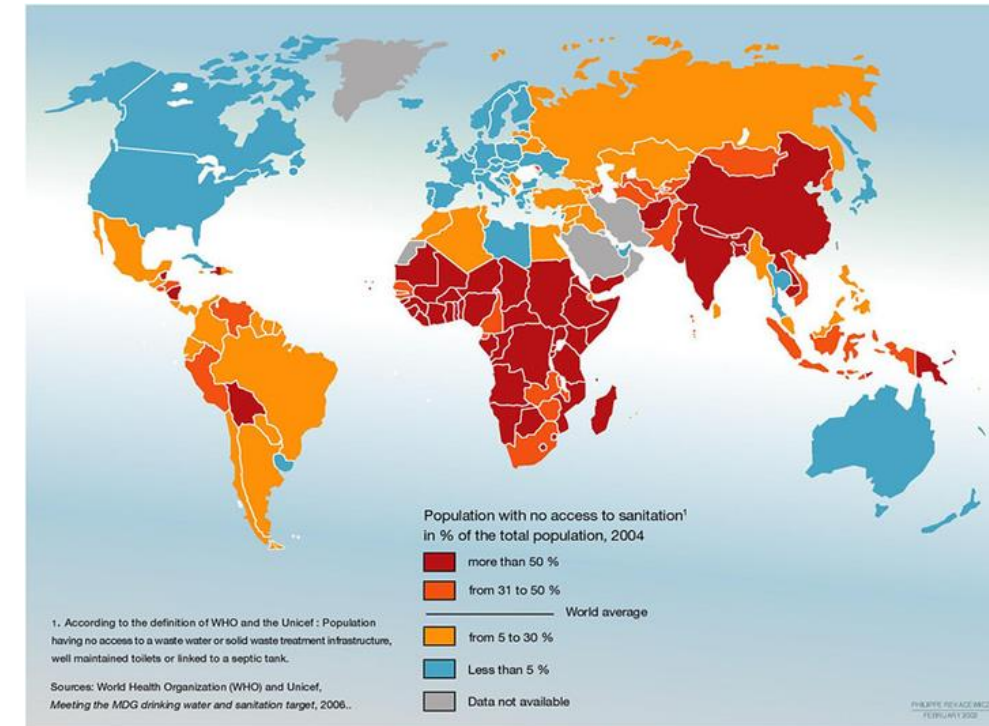 Population with no access to sanitation¹
in % of the total population, 2004
more than 50 %
from 31 to 50 %
World average
from 5 to 30 %
Less than 5 %
Data not available
1. According to the definition of WHO and the Unicef : Population
having no access to a waste water or solid waste treatment infrastructure,
well maintained toilets or linked to a septic tank.
Sources: World Health Organization (WHO) and Unicef,
Meeting the MDG drinking water and sanitation target, 2006..
PHILIPPE REKACEWICZ
FEBRUARY